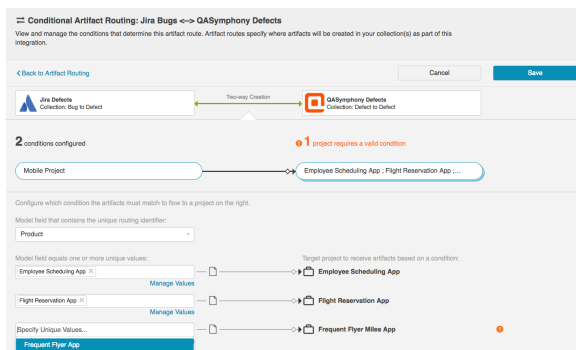 Conditional Artifact Routing: Jira Bugs <--> QASymphony Defects
View and manage the conditions that determine this artifact route. Artifact routes specify where artifacts will be created in your collection(s) as part of this
integration.
Back to Artifact Routing
Cancel
Save
Jira Defects
Collection: Bug to Defect
Two-way Creation
QASymphony Defects
Collection: Defect to Defect
2 conditions configured
1 project requires a valid condition
Mobile Project
Employee Scheduling App ; Flight Reservation App ;...
Configure which condition the artifacts must match to flow to a project on the right.
Model field that contains the unique routing identifier:
Product
Model field equals one or more unique values:
Target project to receive artifacts based on a condition:
Employee Scheduling App
Employee Scheduling App
Manage Values
Flight Reservation App
Flight Reservation App
Manage Values
Specify Unique Values...
Frequent Flyer Miles App
Frequent Flyer App